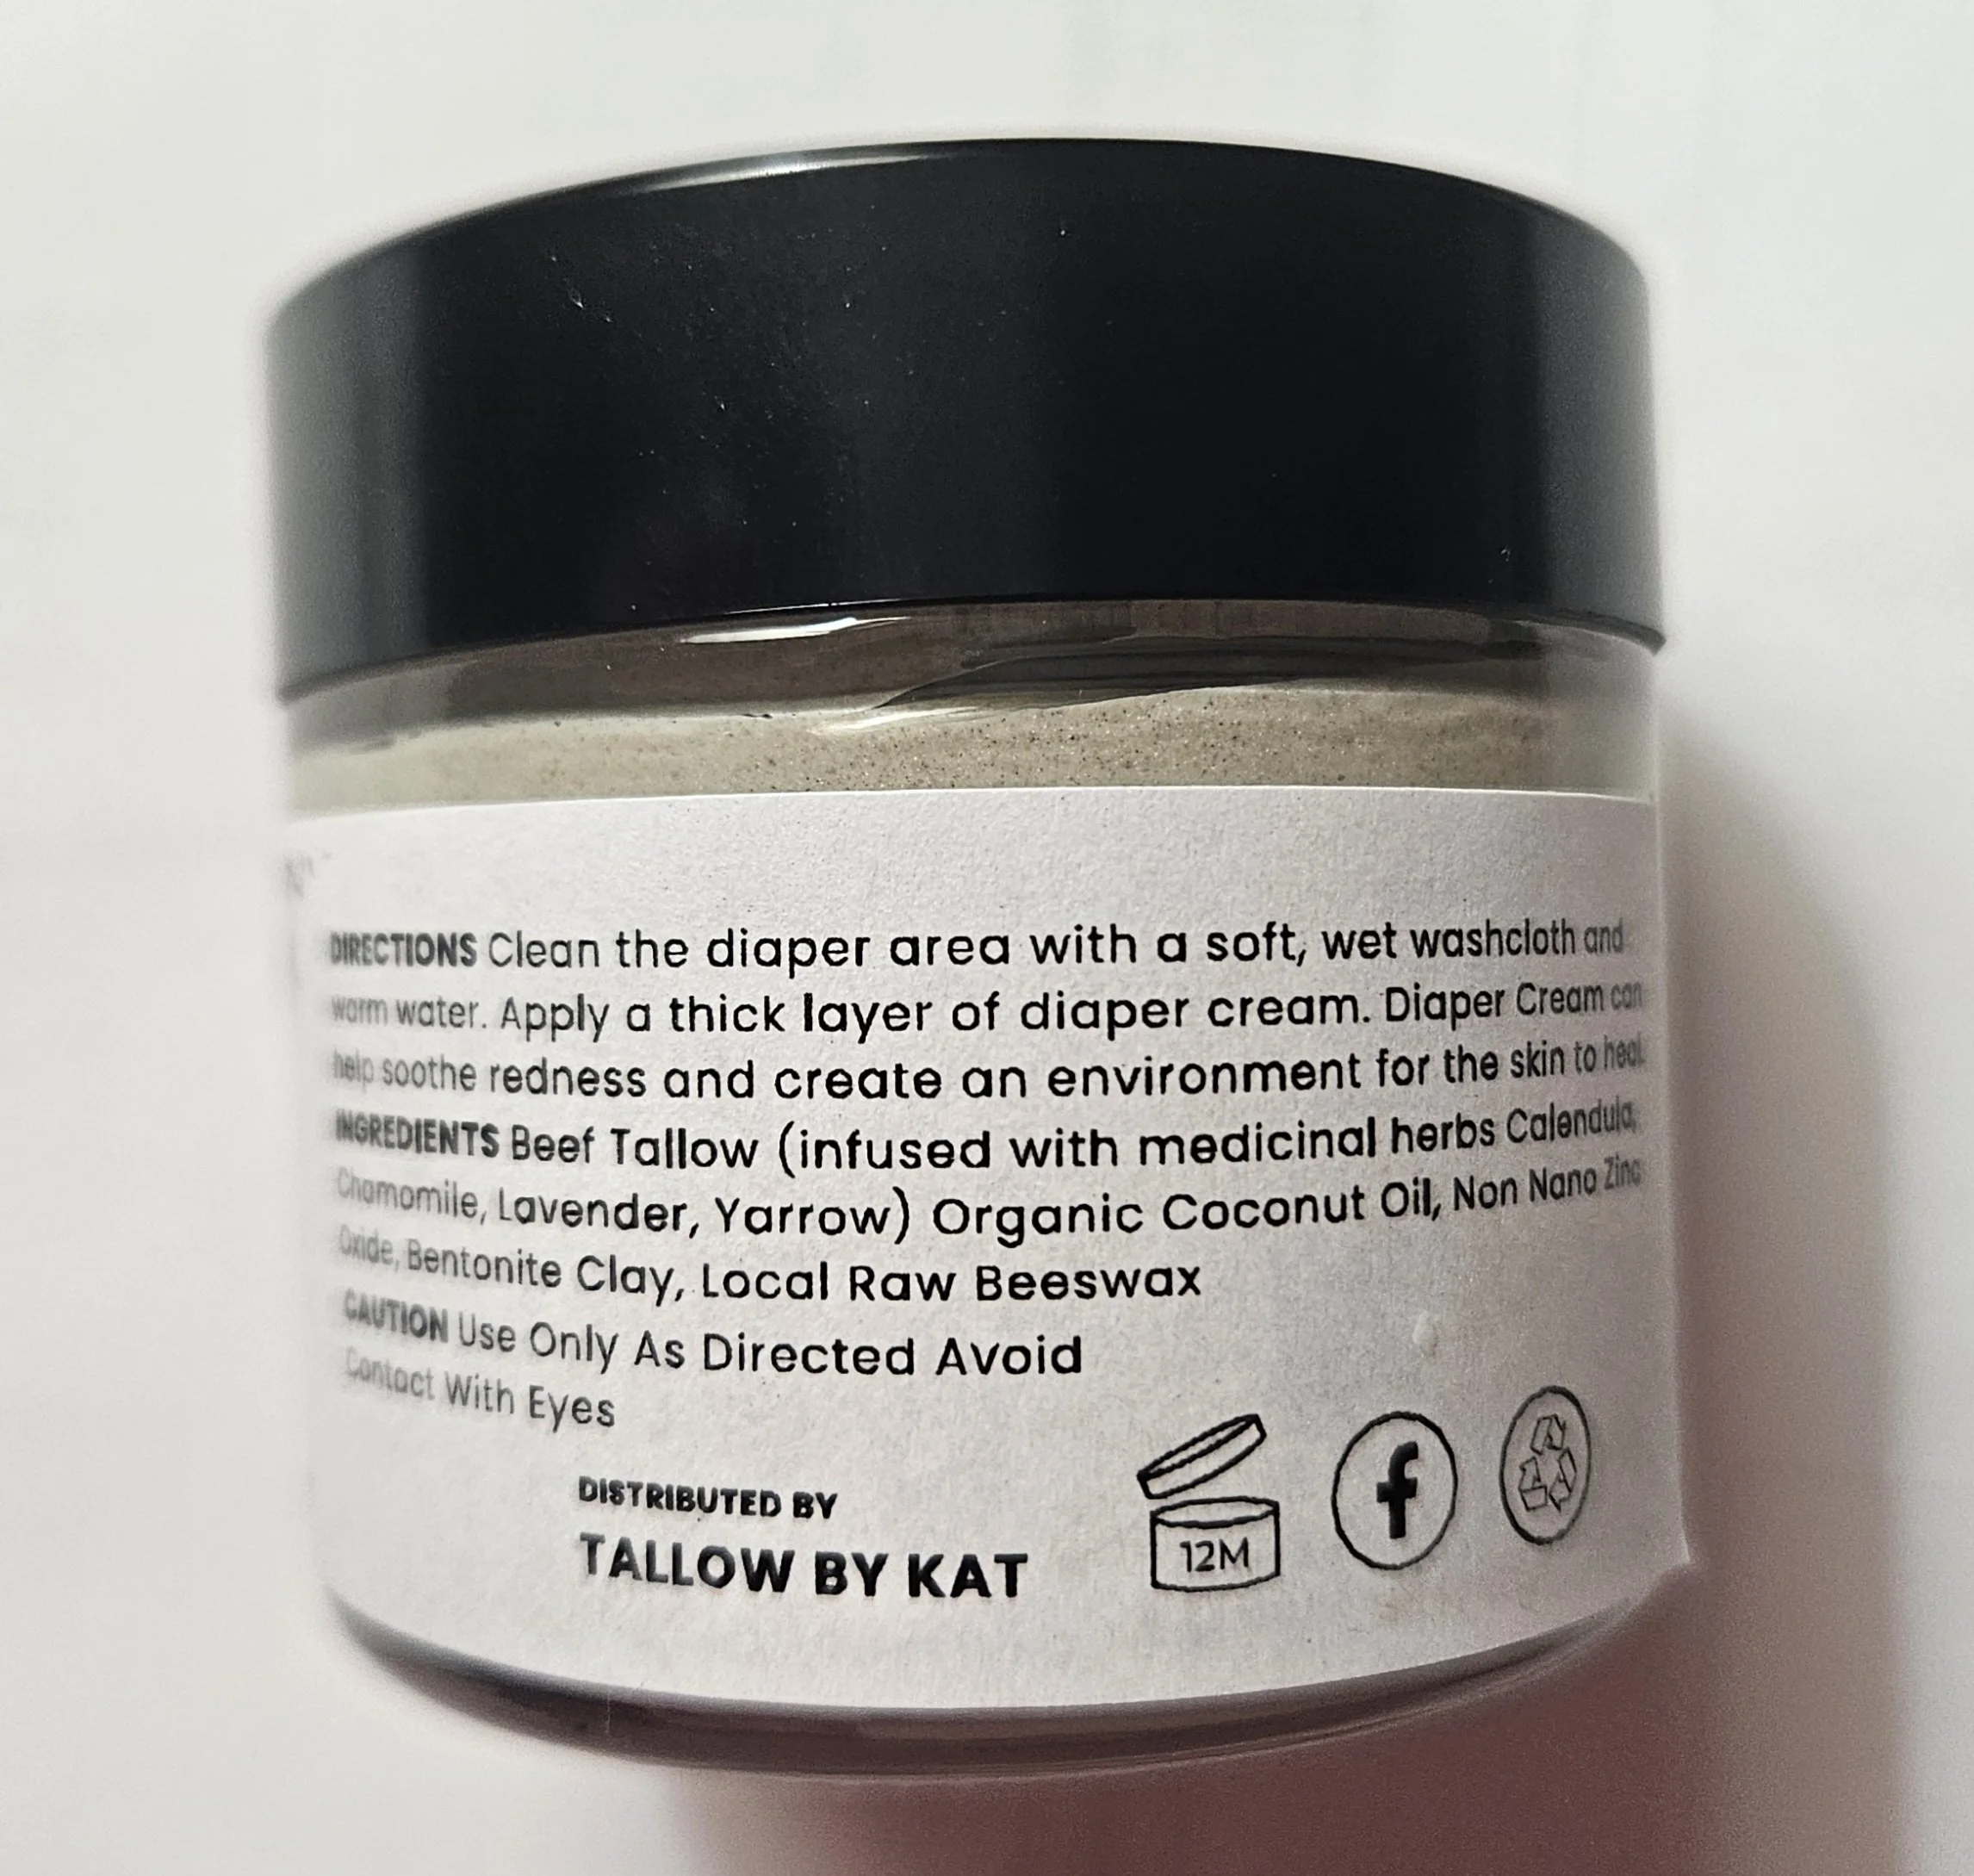 DIRECTIONS Clean the diaper area with a soft, wet washcloth and
warm water. Apply a thick layer of diaper cream. Diaper Cream can
help soothe redness and create an environment for the skin to heal.
INGREDIENTS Beef Tallow (infused with medicinal herbs Calendula,
Chamomile, Lavender, Yarrow) Organic Coconut Oil, Non Nano Zinc
Oxide, Bentonite Clay, Local Raw Beeswax
CAUTION Use Only As Directed Avoid
Contact With Eyes
DISTRIBUTED BY
TALLOW BY KAT
12M
f